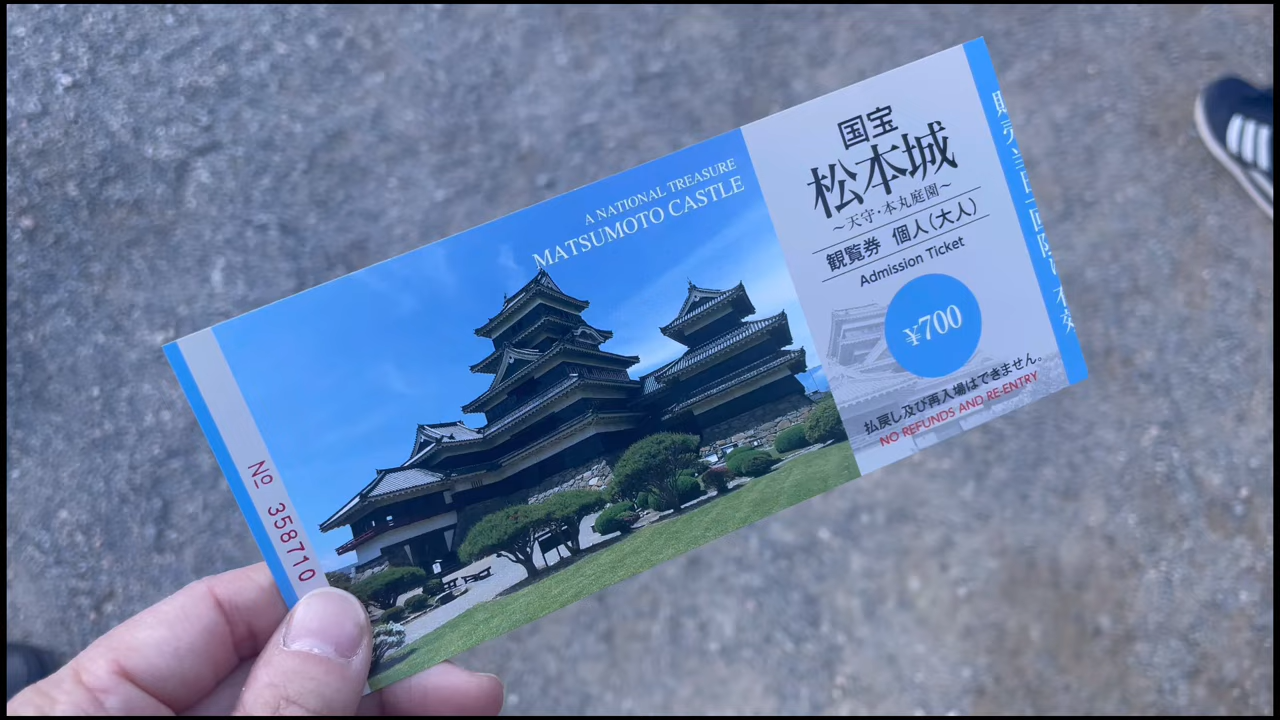 A NATIONAL TREASURE
MATSUMOTO CASTLE
№ 358710
国宝
松本城
～天守・本丸庭園～
観覧券 個人(大人)
Admission Ticket
¥700
払戻し及び再入場はできません。
NO REFUNDS AND RE-ENTRY